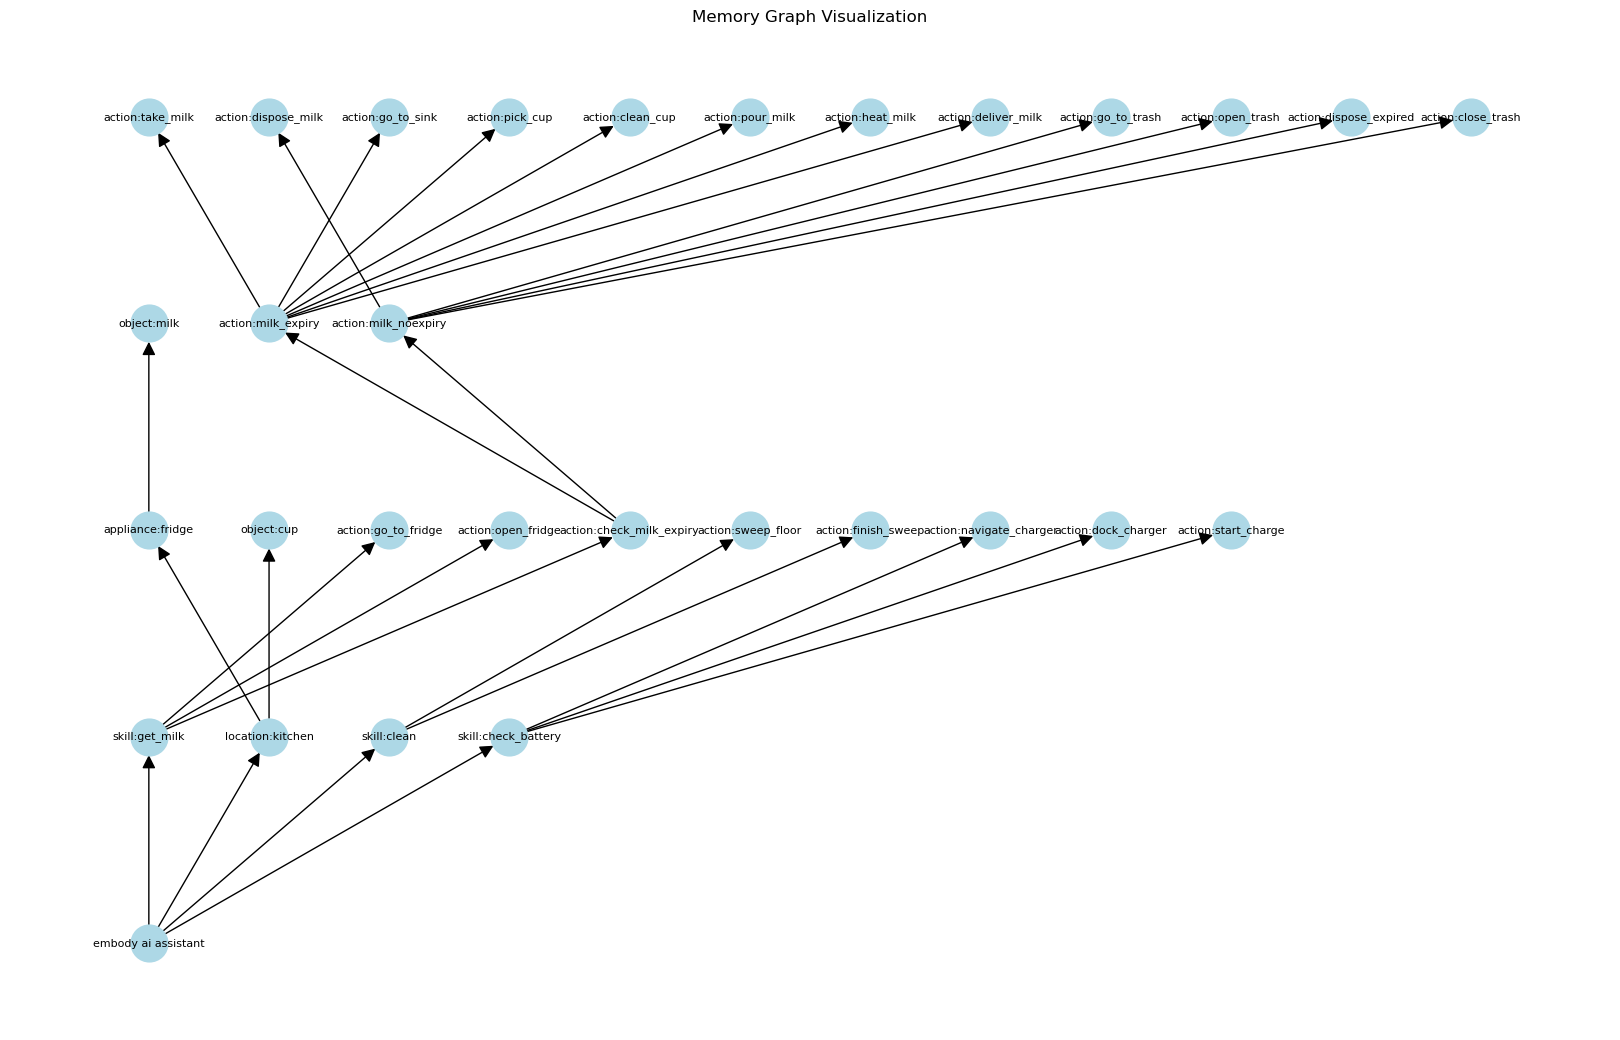 Memory Graph Visualization
action:take_milk
action:dispose_milk
action:go_to_sink
action:pick_cup
action:clean_cup
action:pour_milk
action:heat_milk
action:deliver_milk
action:go_to_trash
action:open_trash
action:dispose_expired
action:close_trash
object:milk
action:milk_expiry
action:milk_noexpiry
appliance:fridge
object:cup
action:go_to_fridge
action:open_fridge
action:check_milk_expiry
action:sweep_floor
action:finish_sweep
action:navigate_charger
action:dock_charger
action:start_charge
skill:get_milk
location:kitchen
skill:clean
skill:check_battery
embody ai assistant